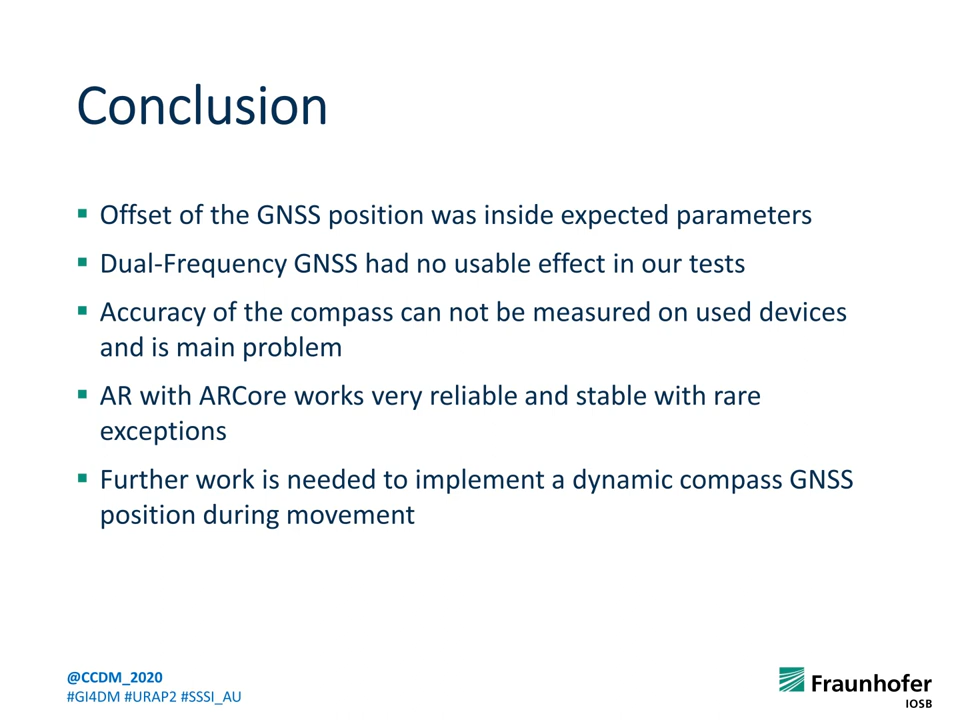 Conclusion
▪ Offset of the GNSS position was inside expected parameters
▪ Dual-Frequency GNSS had no usable effect in our tests
▪ Accuracy of the compass can not be measured on used devices
and is main problem
▪ AR with ARCore works very reliable and stable with rare
exceptions
▪ Further work is needed to implement a dynamic compass GNSS
position during movement
@CCDM_2020
#GI4DM #URAP2 #SSSI_AU
Fraunhofer
IOSB